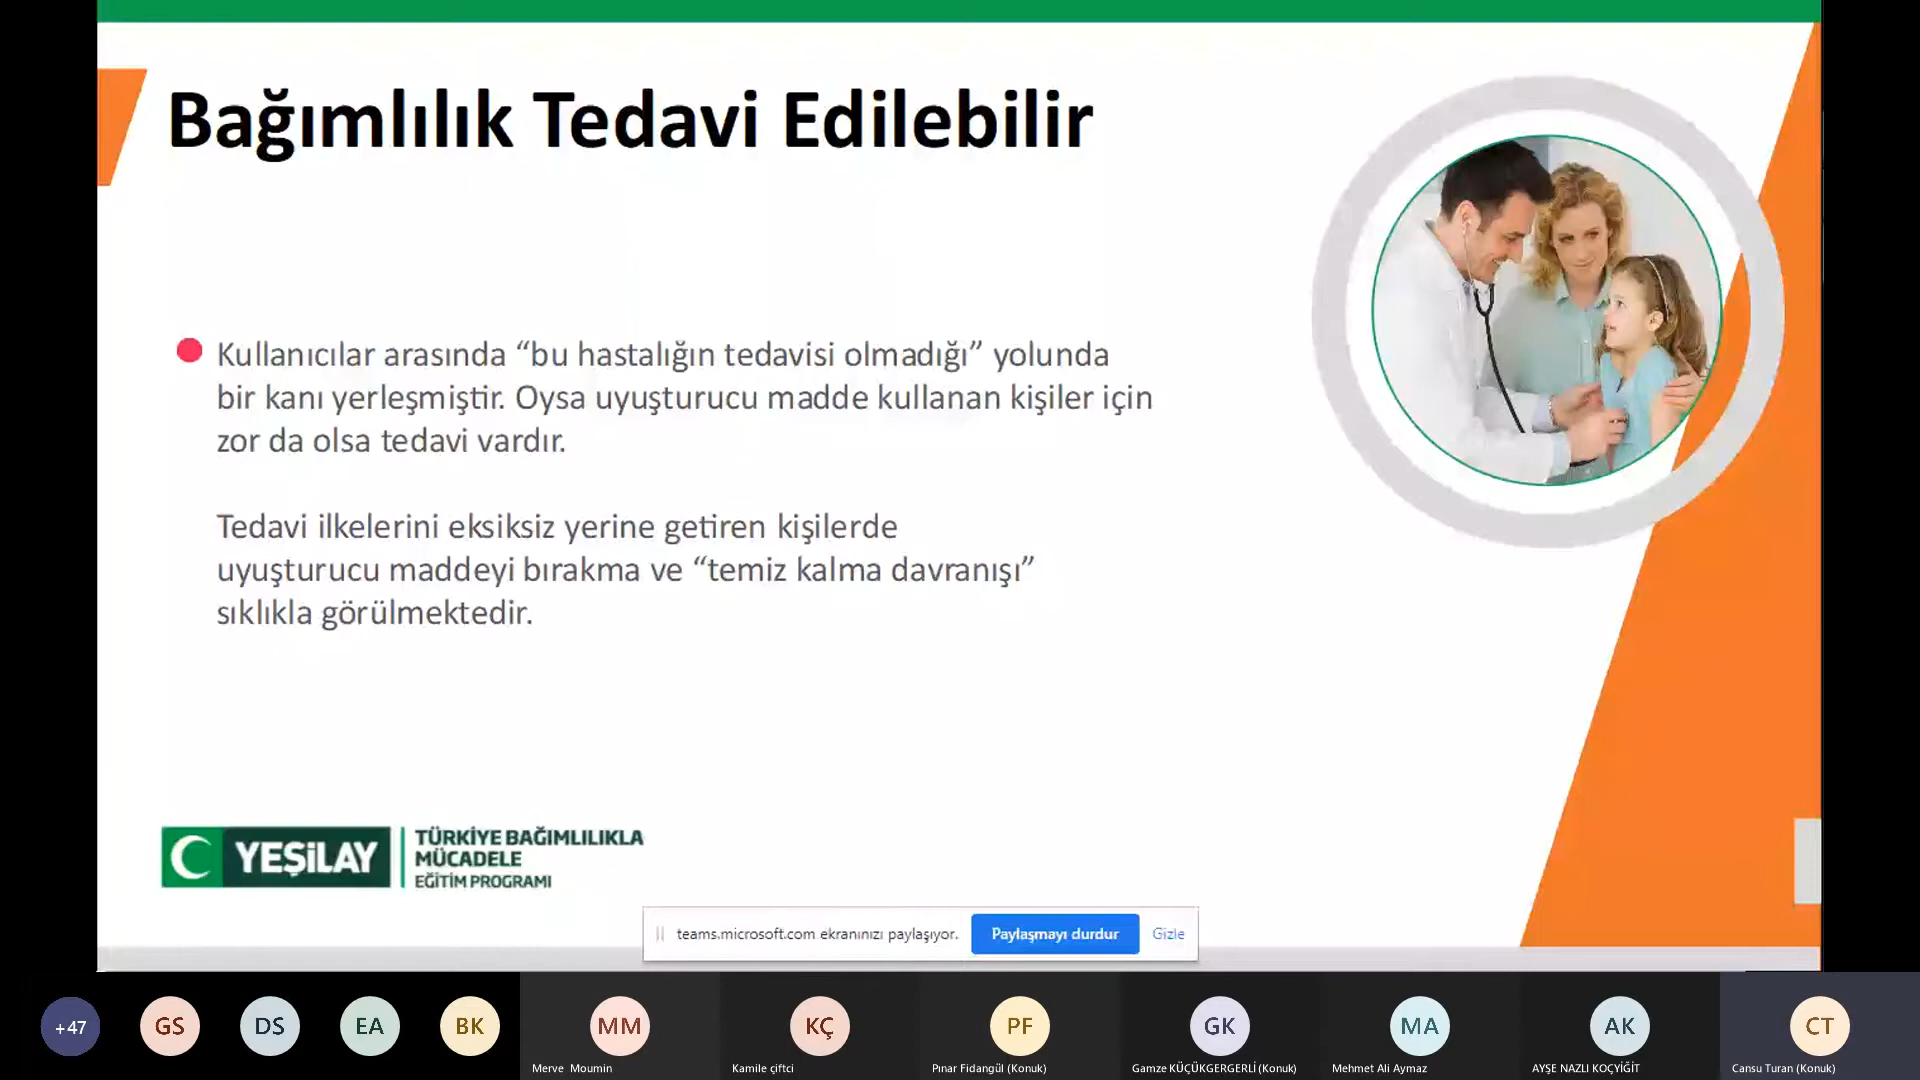 Bağımlılık Tedavi Edilebilir
Kullanıcılar arasında “bu hastalığın tedavisi olmadığı” yolunda
bir kanı yerleşmiştir. Oysa uyuşturucu madde kullanan kişiler için
zor da olsa tedavi vardır.
Tedavi ilkelerini eksiksiz yerine getiren kişilerde
uyuşturucu maddeyi bırakma ve “temiz kalma davranışı”
sıklıkla görülmektedir.
YEŞİLAY
TÜRKİYE BAĞIMLILIKLA
MÜCADELE
EĞİTİM PROGRAMI
teams.microsoft.com ekranınızı paylaşıyor. Paylaşmayı durdur Gizle
+47 GS DS EA BK MM KÇ PF GK MA AK CT
Merve Moumin Kamile çiftci Pınar Fidangül (Konuk) Gamze KÜÇÜKGERGERLİ (Konuk) Mehmet Ali Aymaz AYŞE NAZLI KOÇYİĞİT Cansu Turan (Konuk)